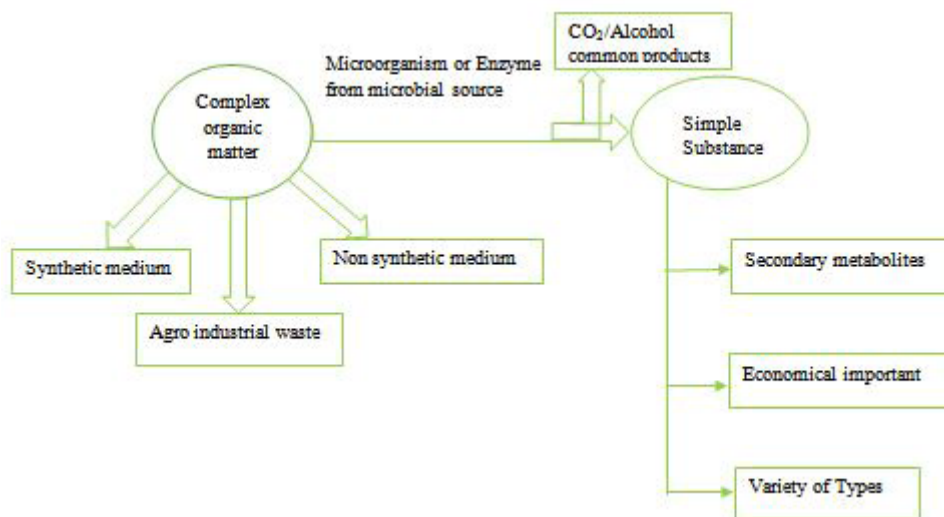 CO₂/Alcohol
common products
Microorganism or Enzyme
from microbial source
Complex
organic
matter
Simple
Substance
Synthetic medium
Non synthetic medium
Agro industrial waste
Secondary metabolites
Economical important
Variety of Types